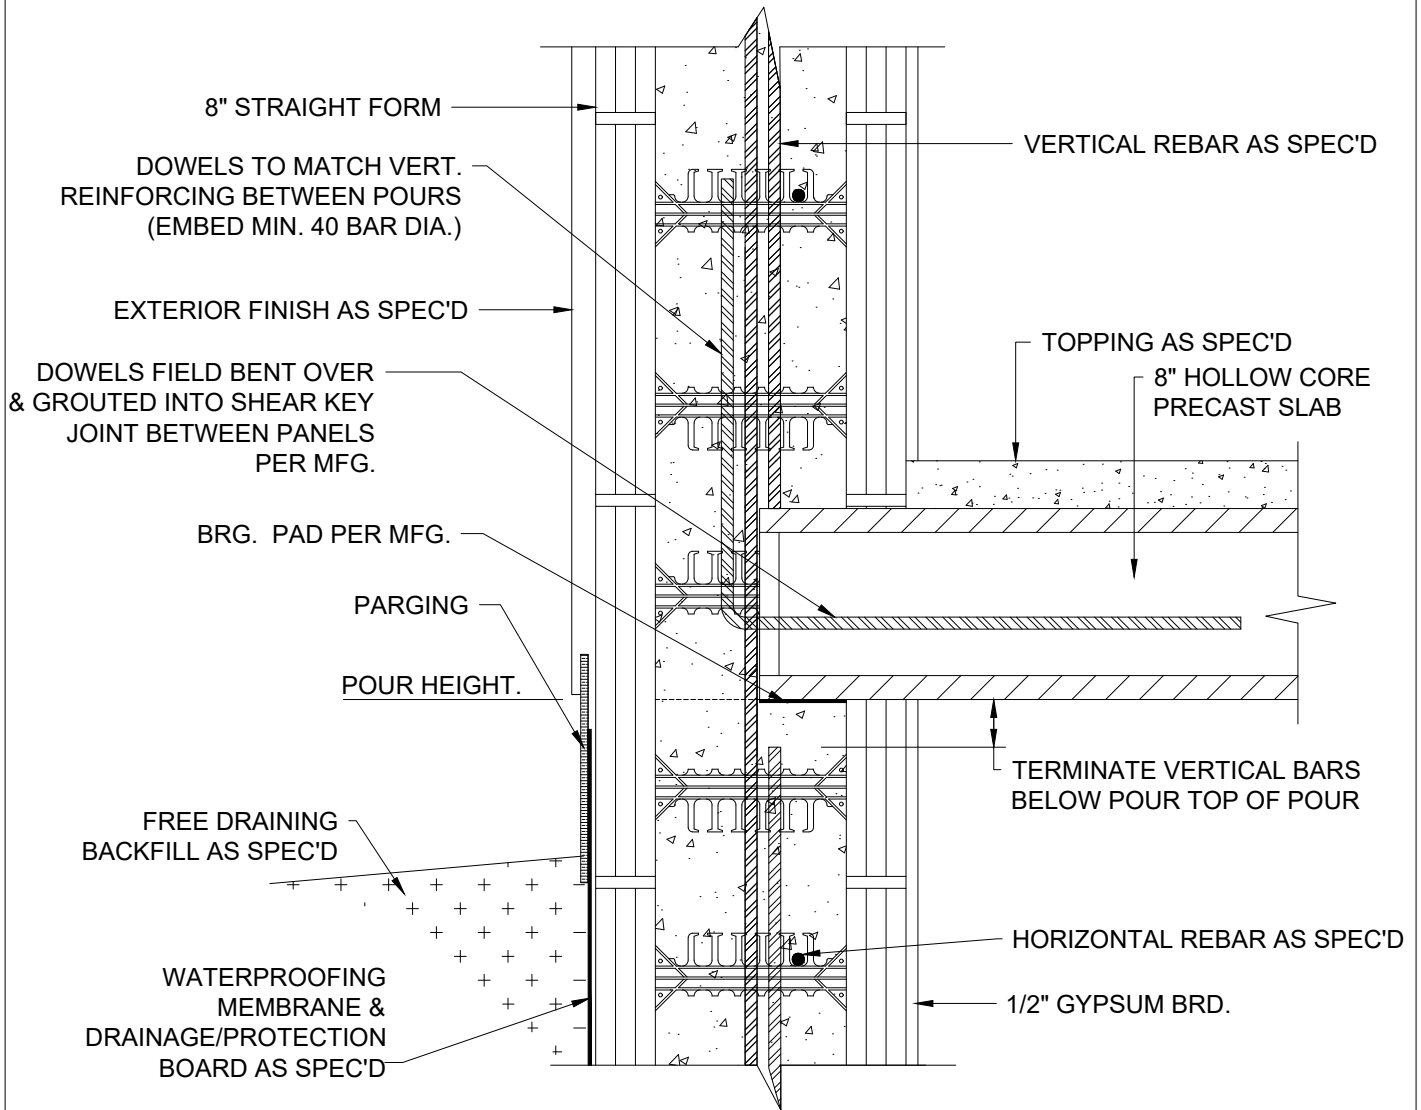 8" STRAIGHT FORM
DOWELS TO MATCH VERT.
REINFORCING BETWEEN POURS
(EMBED MIN. 40 BAR DIA.)
EXTERIOR FINISH AS SPEC'D
DOWELS FIELD BENT OVER
& GROUTED INTO SHEAR KEY
JOINT BETWEEN PANELS
PER MFG.
BRG. PAD PER MFG.
PARGING
POUR HEIGHT.
FREE DRAINING
BACKFILL AS SPEC'D
WATERPROOFING
MEMBRANE &
DRAINAGE/PROTECTION
BOARD AS SPEC'D
VERTICAL REBAR AS SPEC'D
TOPPING AS SPEC'D
8" HOLLOW CORE
PRECAST SLAB
TERMINATE VERTICAL BARS
BELOW POUR TOP OF POUR
HORIZONTAL REBAR AS SPEC'D
1/2" GYPSUM BRD.